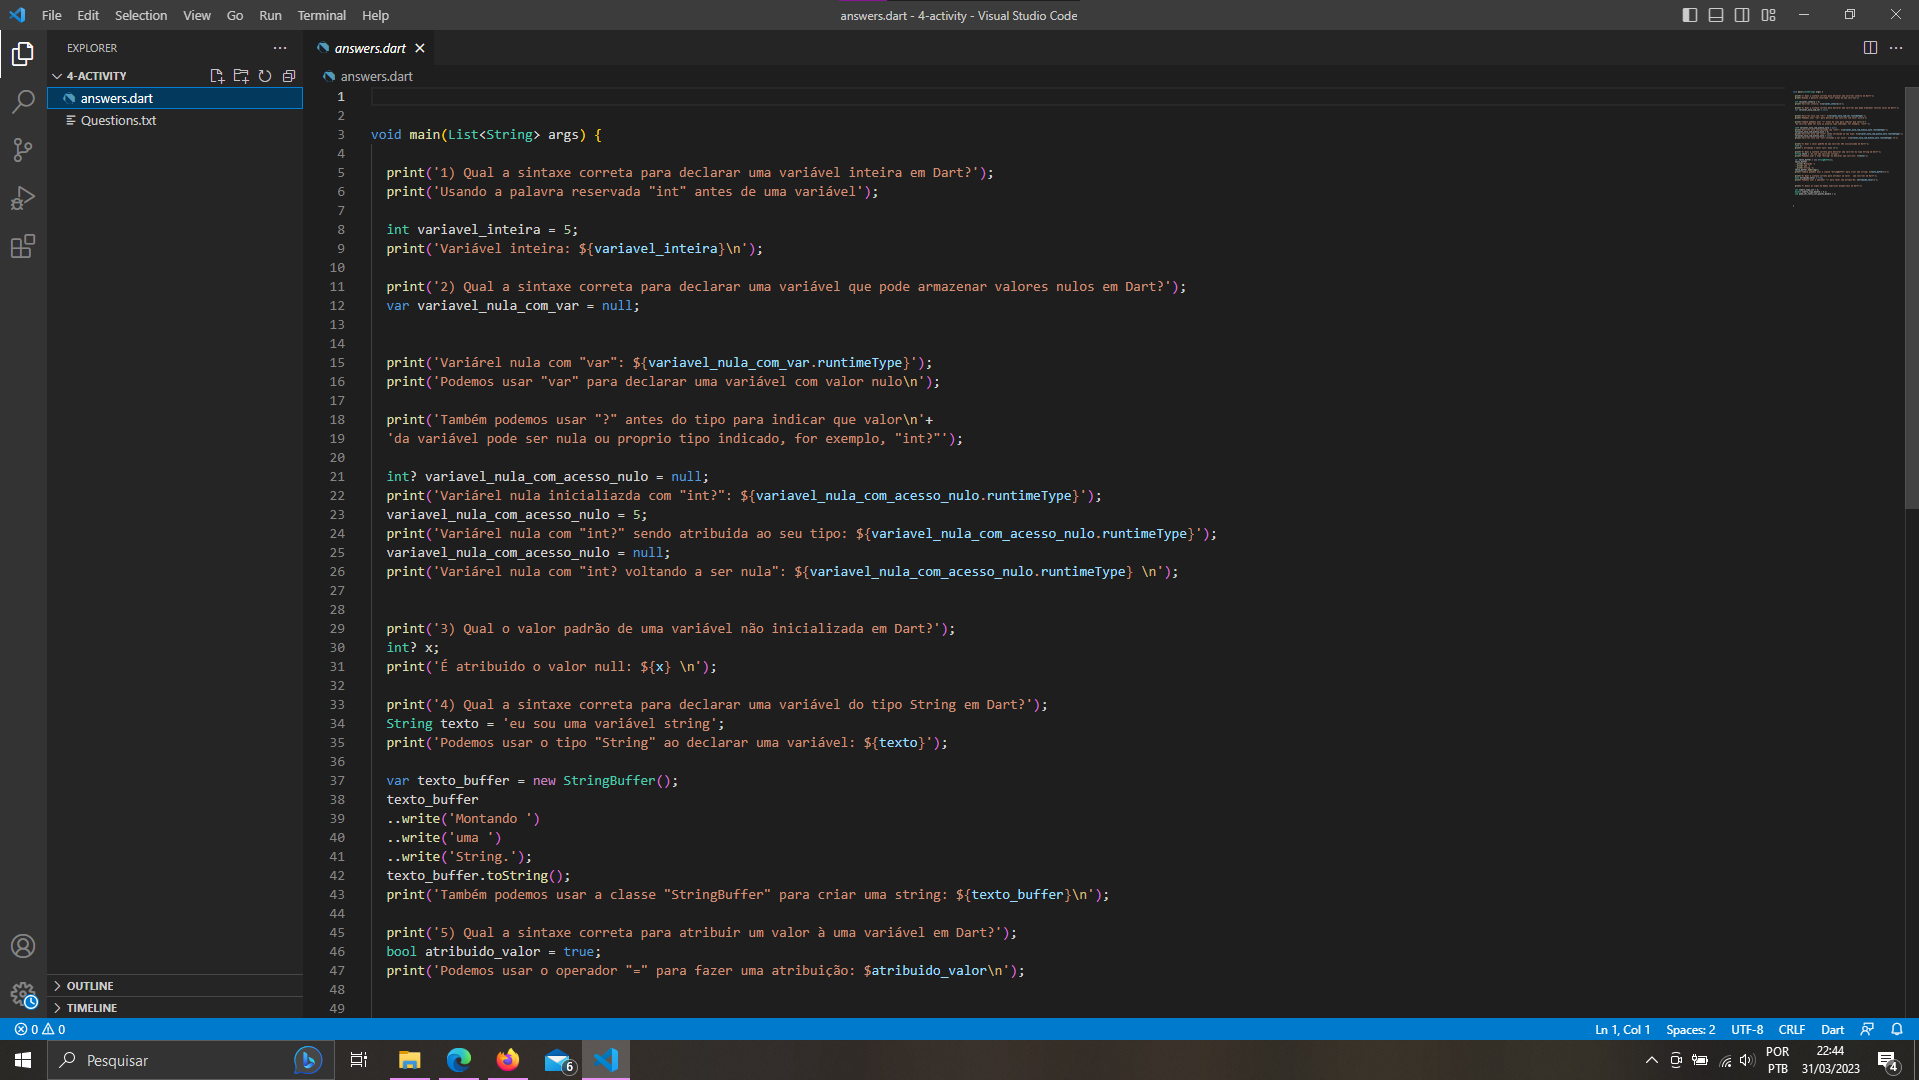 File Edit Selection View Go Run Terminal Help
answers.dart - 4-activity - Visual Studio Code
EXPLORER
4-ACTIVITY
answers.dart
Questions.txt
OUTLINE
TIMELINE
answers.dart
answers.dart
1
2
3 void main(List<String> args) {
4
5 print('1) Qual a sintaxe correta para declarar uma variável inteira em Dart?');
6 print('Usando a palavra reservada "int" antes de uma variável');
7
8 int variavel_inteira = 5;
9 print('Variável inteira: ${variavel_inteira}\n');
10
11 print('2) Qual a sintaxe correta para declarar uma variável que pode armazenar valores nulos em Dart?');
12 var variavel_nula_com_var = null;
13
14
15 print('Variárel nula com "var": ${variavel_nula_com_var.runtimeType}');
16 print('Podemos usar "var" para declarar uma variável com valor nulo\n');
17
18 print('Também podemos usar "?" antes do tipo para indicar que valor\n'+
19 'da variável pode ser nula ou proprio tipo indicado, for exemplo, "int?"');
20
21 int? variavel_nula_com_acesso_nulo = null;
22 print('Variárel nula inicialiazda com "int?": ${variavel_nula_com_acesso_nulo.runtimeType}');
23 variavel_nula_com_acesso_nulo = 5;
24 print('Variárel nula com "int?" sendo atribuida ao seu tipo: ${variavel_nula_com_acesso_nulo.runtimeType}');
25 variavel_nula_com_acesso_nulo = null;
26 print('Variárel nula com "int? voltando a ser nula": ${variavel_nula_com_acesso_nulo.runtimeType} \n');
27
28
29 print('3) Qual o valor padrão de uma variável não inicializada em Dart?');
30 int? x;
31 print('É atribuido o valor null: ${x} \n');
32
33 print('4) Qual a sintaxe correta para declarar uma variável do tipo String em Dart?');
34 String texto = 'eu sou uma variável string';
35 print('Podemos usar o tipo "String" ao declarar uma variável: ${texto}');
36
37 var texto_buffer = new StringBuffer();
38 texto_buffer
39 ..write('Montando ')
40 ..write('uma ')
41 ..write('String.');
42 texto_buffer.toString();
43 print('Também podemos usar a classe "StringBuffer" para criar uma string: ${texto_buffer}\n');
44
45 print('5) Qual a sintaxe correta para atribuir um valor à uma variável em Dart?');
46 bool atribuido_valor = true;
47 print('Podemos usar o operador "=" para fazer uma atribuição: $atribuido_valor\n');
48
49
0 0
Ln 1, Col 1 Spaces: 2 UTF-8 CRLF Dart
Pesquisar
6
POR
PTB
22:44
31/03/2023
4